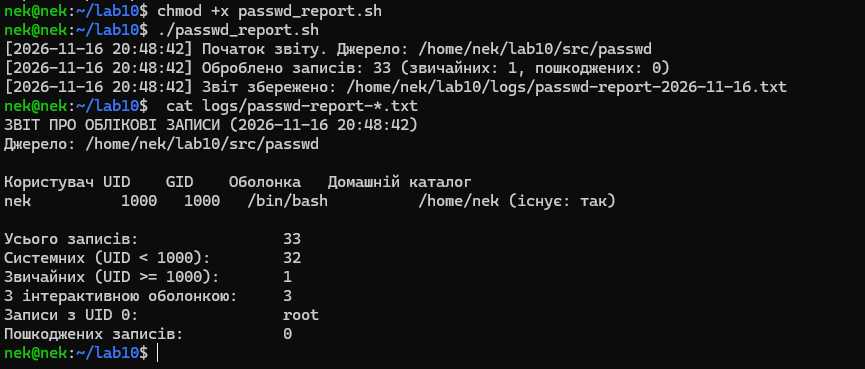 nek@nek:~/lab10$ chmod +x passwd_report.sh
nek@nek:~/lab10$ ./passwd_report.sh
[2026-11-16 20:48:42] Початок звіту. Джерело: /home/nek/lab10/src/passwd
[2026-11-16 20:48:42] Оброблено записів: 33 (звичайних: 1, пошкоджених: 0)
[2026-11-16 20:48:42] Звіт збережено: /home/nek/lab10/logs/passwd-report-2026-11-16.txt
nek@nek:~/lab10$  cat logs/passwd-report-*.txt
ЗВІТ ПРО ОБЛІКОВІ ЗАПИСИ (2026-11-16 20:48:42)
Джерело: /home/nek/lab10/src/passwd
Користувач UID    GID    Оболонка   Домашній каталог
nek          1000   1000   /bin/bash          /home/nek (існує: так)
Усього записів:                 33
Системних (UID < 1000):         32
Звичайних (UID >= 1000):        1
З інтерактивною оболонкою:      3
Записи з UID 0:                 root
Пошкоджених записів:            0
nek@nek:~/lab10$